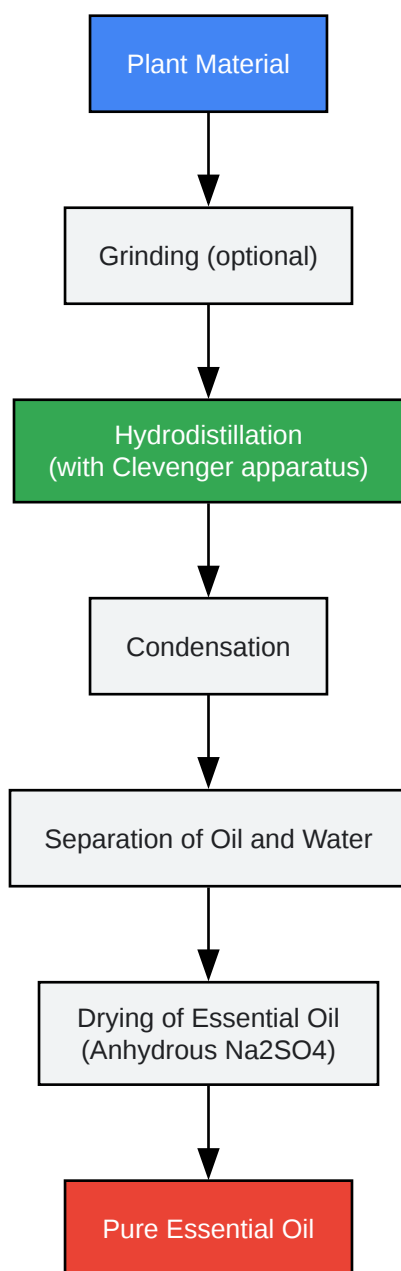 Plant Material
Grinding (optional)
Hydrodistillation
(with Clevenger apparatus)
Condensation
Separation of Oil and Water
Drying of Essential Oil
(Anhydrous Na2SO4)
Pure Essential Oil